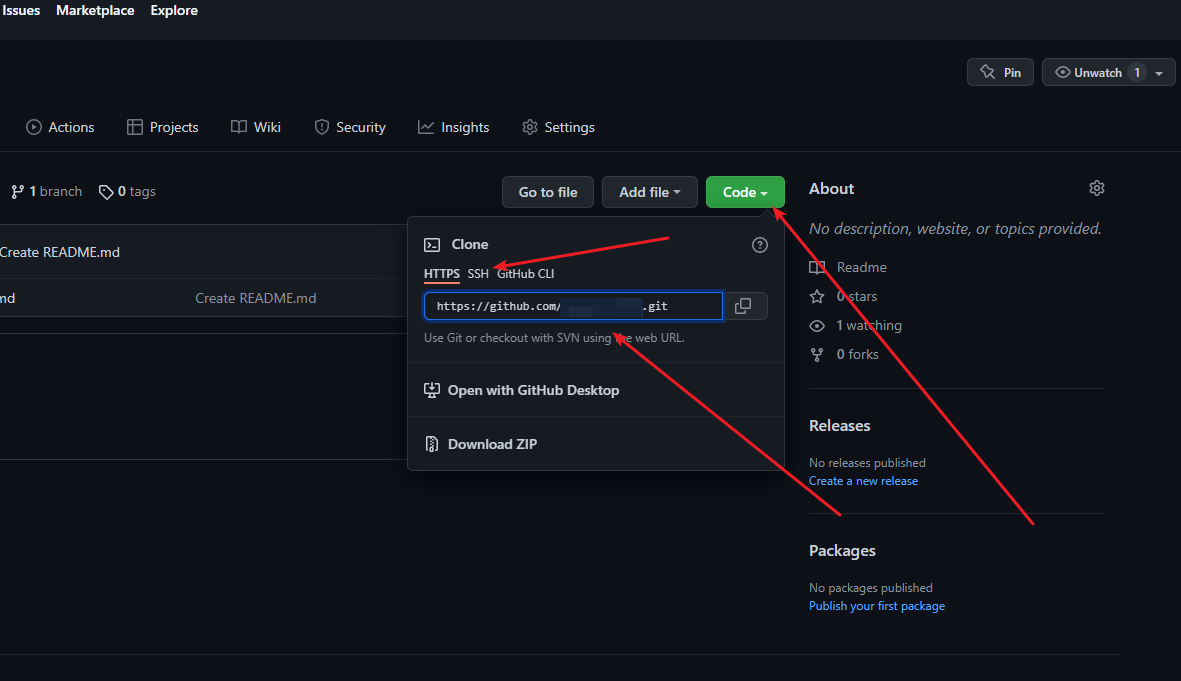 Issues Marketplace Explore
Pin Unwatch 1
Actions Projects Wiki Security Insights Settings
1 branch 0 tags
Go to file Add file Code
Create README.md
md Create README.md
Clone
HTTPS SSH GitHub CLI
https://github.com/ .git
Use Git or checkout with SVN using the web URL.
Open with GitHub Desktop
Download ZIP
About
No description, website, or topics provided.
Readme
0 stars
1 watching
0 forks
Releases
No releases published
Create a new release
Packages
No packages published
Publish your first package